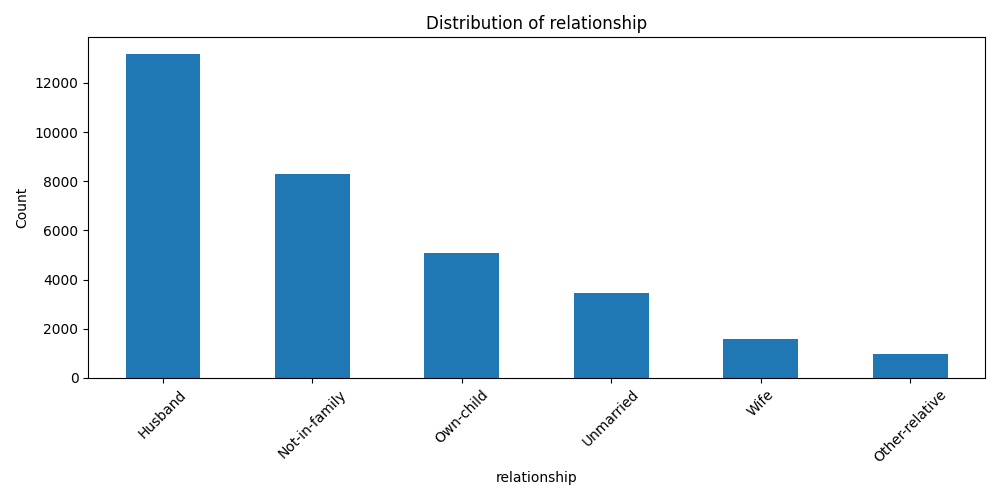 Distribution of relationship
Count
12000
10000
8000
6000
4000
2000
0
Husband
Not-in-family
Own-child
Unmarried
Wife
Other-relative
relationship